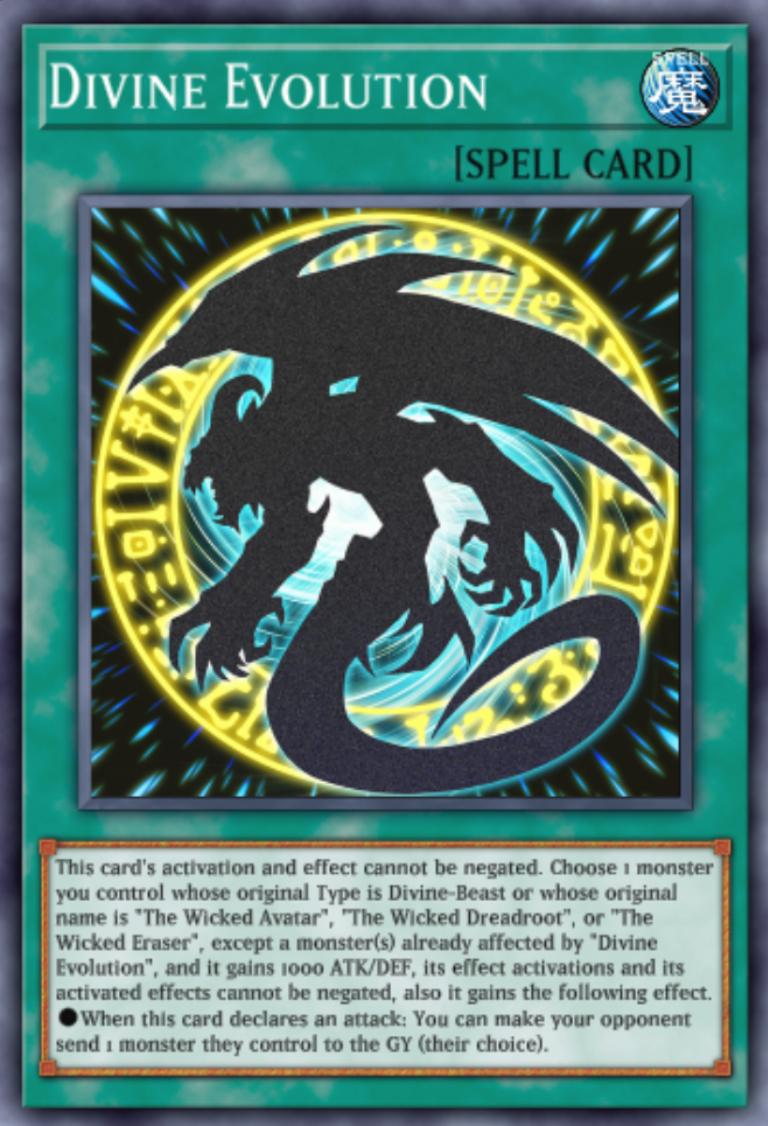 DIVINE EVOLUTION
SPELL
魔
[SPELL CARD]
This card's activation and effect cannot be negated. Choose 1 monster
you control whose original Type is Divine-Beast or whose original
name is "The Wicked Avatar", "The Wicked Dreadroot", or "The
Wicked Eraser", except a monster(s) already affected by "Divine
Evolution", and it gains 1000 ATK/DEF, its effect activations and its
activated effects cannot be negated, also it gains the following effect.
●When this card declares an attack: You can make your opponent
send 1 monster they control to the GY (their choice).